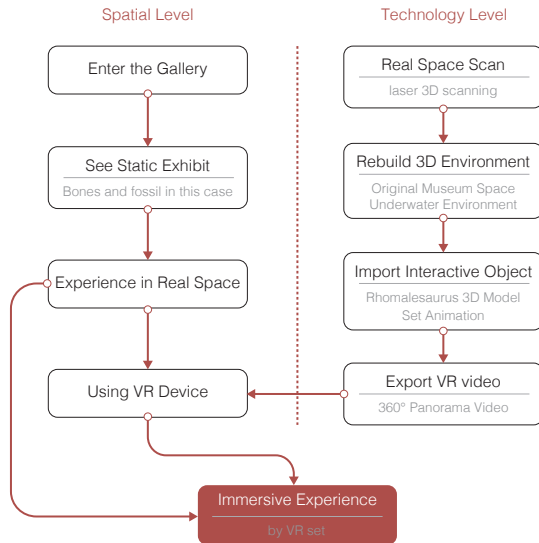 Spatial Level
Enter the Gallery
See Static Exhibit
Bones and fossil in this case
Experience in Real Space
Using VR Device
Technology Level
Real Space Scan
laser 3D scanning
Rebuild 3D Environment
Original Museum Space
Underwater Environment
Import Interactive Object
Rhomalesaurus 3D Model
Set Animation
Export VR video
360° Panorama Video
Immersive Experience
by VR set